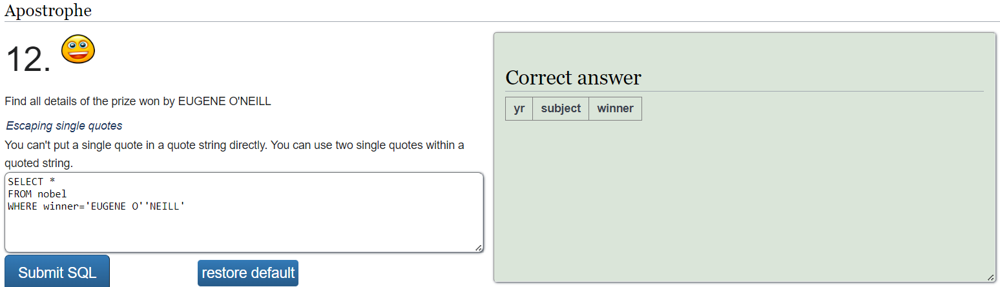 Apostrophe
12.
Find all details of the prize won by EUGENE O'NEILL
Escaping single quotes
You can't put a single quote in a quote string directly. You can use two single quotes within a
quoted string.
SELECT *
FROM nobel
WHERE winner='EUGENE O''NEILL'
Submit SQL
restore default
Correct answer
yr subject winner